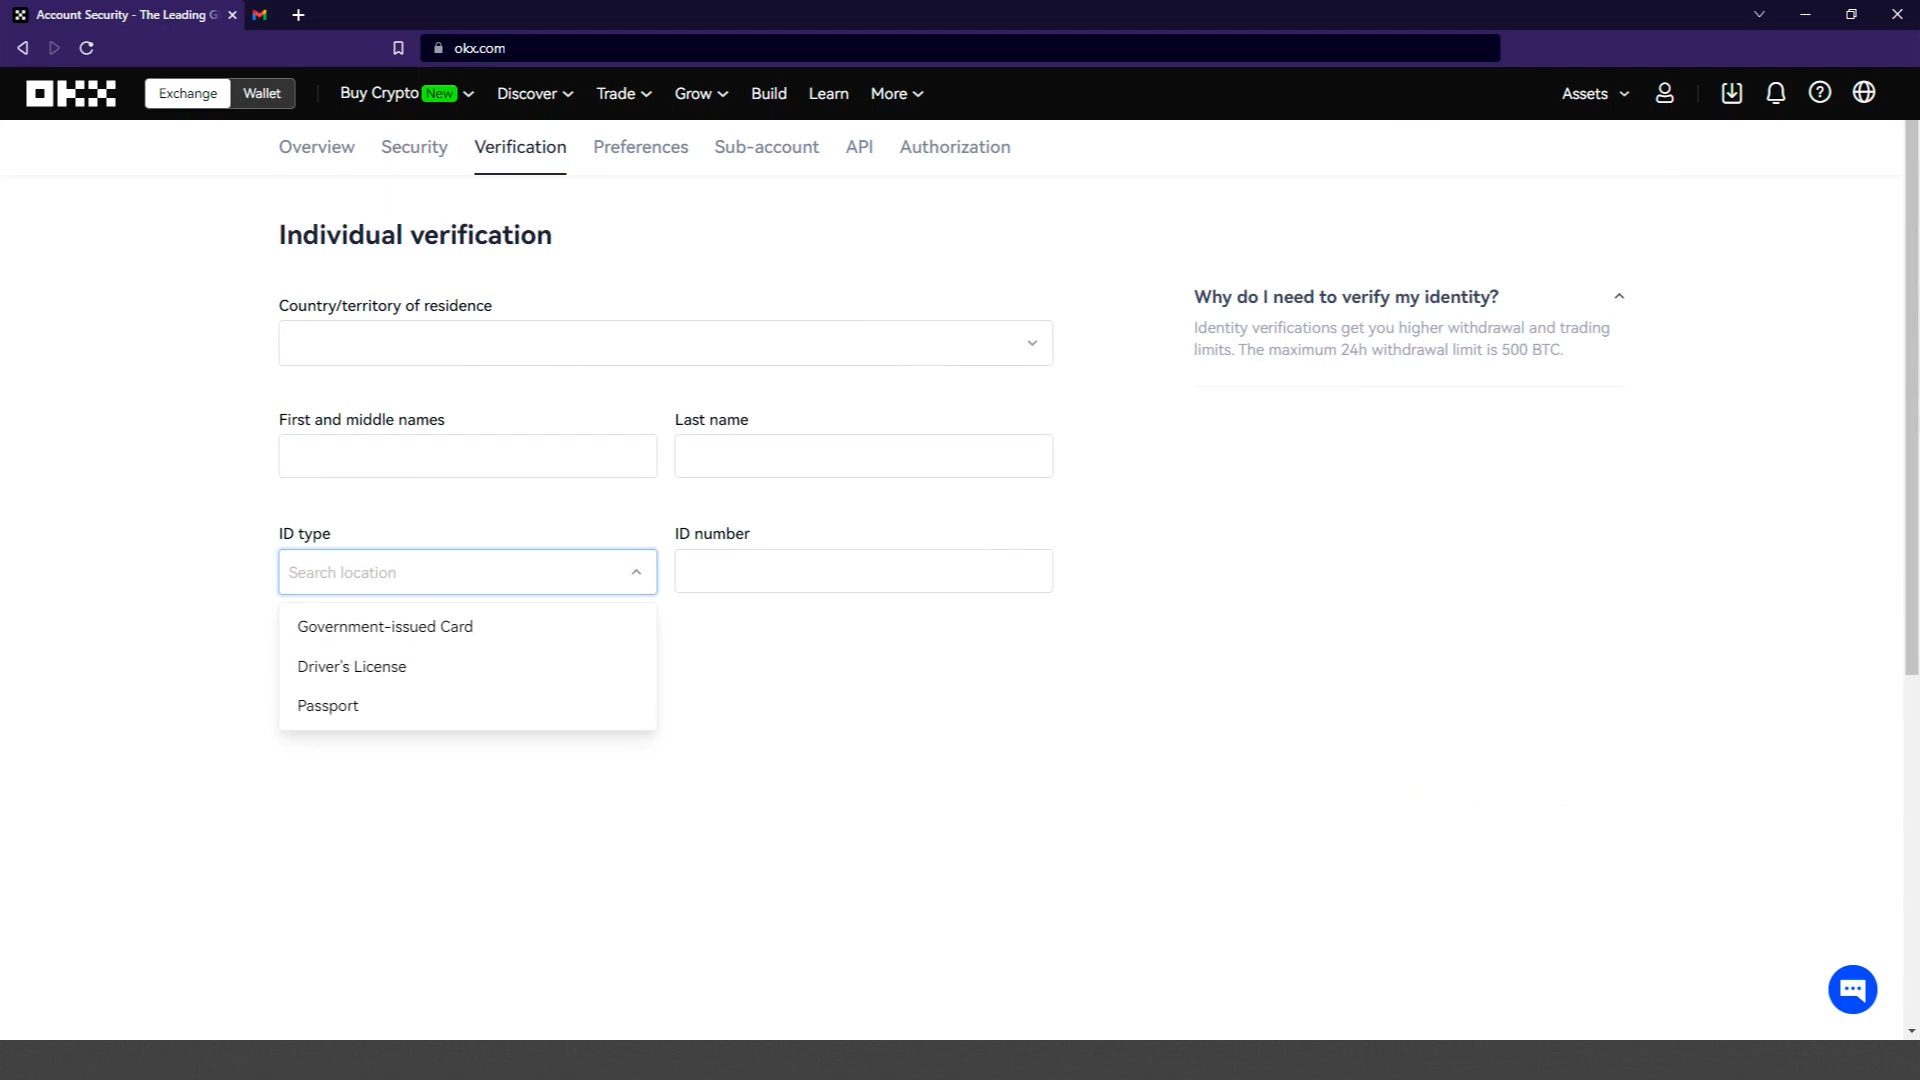 Account Security - The Leading G
okx.com
OKX Exchange Wallet Buy Crypto New Discover Trade Grow Build Learn More Assets
Overview Security Verification Preferences Sub-account API Authorization
Individual verification
Country/territory of residence
Why do I need to verify my identity?
Identity verifications get you higher withdrawal and trading
limits. The maximum 24h withdrawal limit is 500 BTC.
First and middle names Last name
ID type ID number
Search location
Government-issued Card
Driver's License
Passport